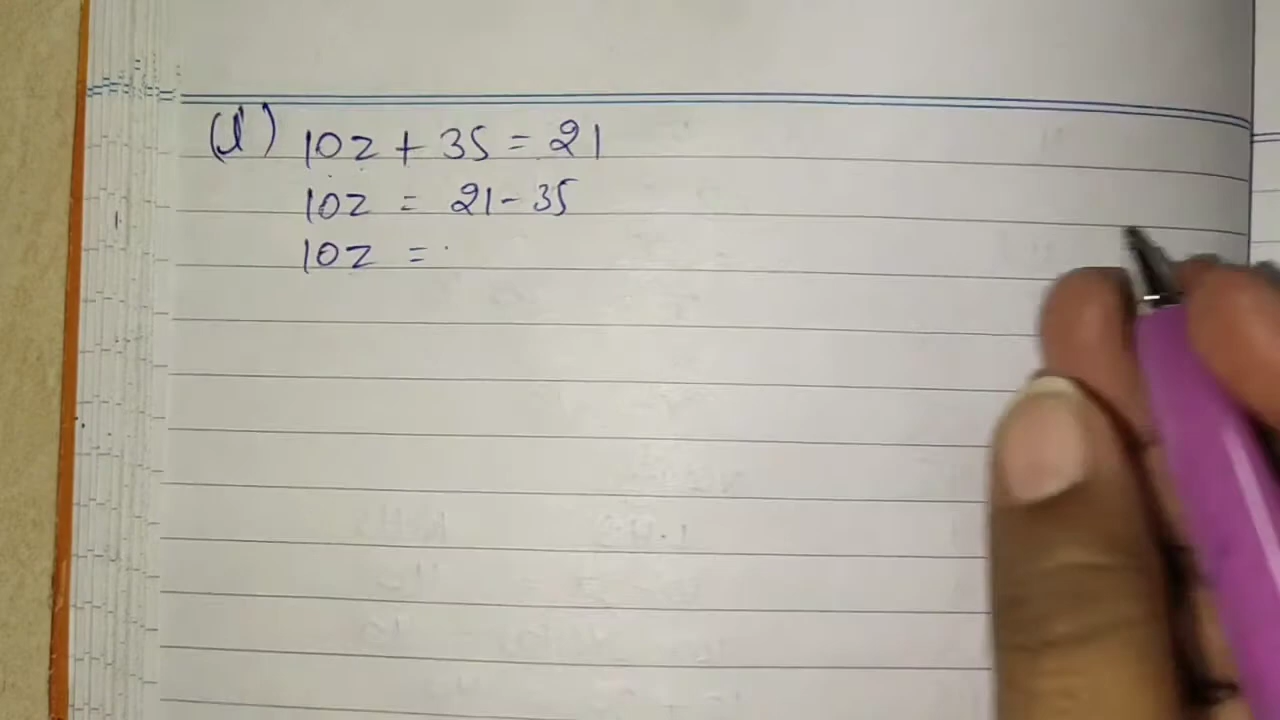 (l) 10z + 35 = 21
10z = 21 - 35
10z =